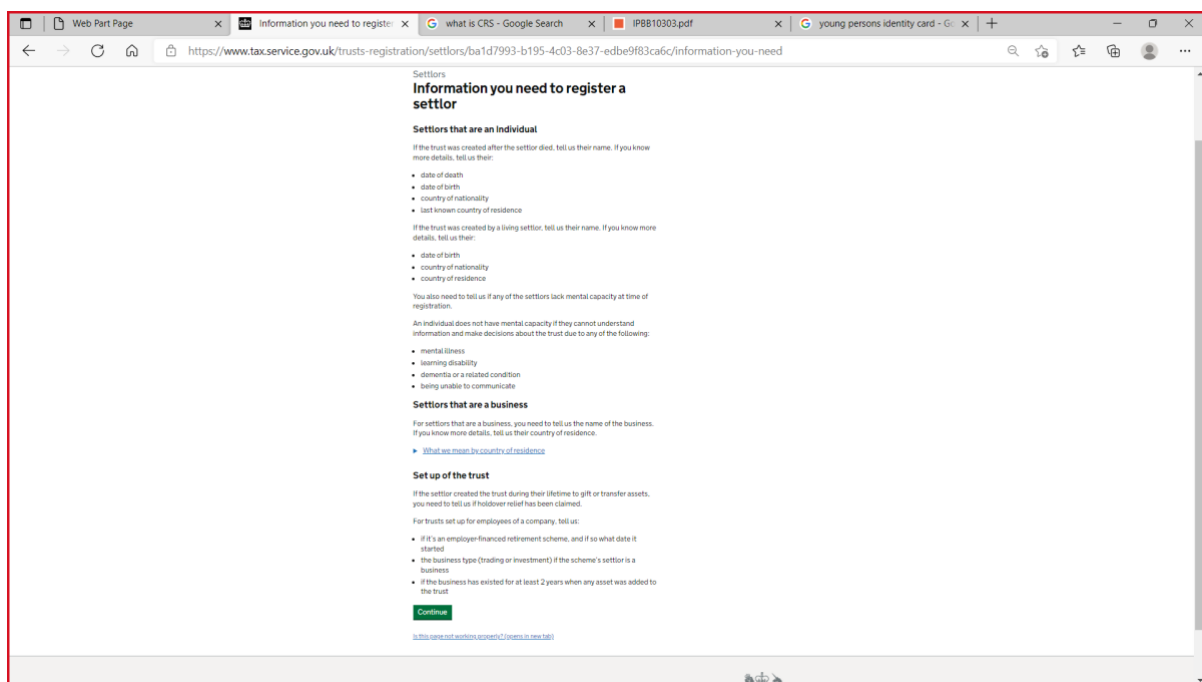 Web Part Page
Information you need to register
what is CRS - Google Search
IPBB10303.pdf
young persons identity card - Go
https://www.tax.service.gov.uk/trusts-registration/settlors/ba1d7993-b195-4c03-8e37-edbe9f83ca6c/information-you-need
Settlors
Information you need to register a
settlor
Settlors that are an individual
If the trust was created after the settlor died, tell us their name. If you know
more details, tell us their:
date of death
date of birth
country of nationality
last known country of residence
If the trust was created by a living settlor, tell us their name. If you know more
details, tell us their:
date of birth
country of nationality
country of residence
You also need to tell us if any of the settlors lack mental capacity at time of
registration.
An individual does not have mental capacity if they cannot understand
information and make decisions about the trust due to any of the following:
mental illness
learning disability
dementia or a related condition
being unable to communicate
Settlors that are a business
For settlors that are a business, you need to tell us the name of the business.
If you know more details, tell us their country of residence.
What we mean by country of residence
Set up of the trust
If the settlor created the trust during their lifetime to gift or transfer assets,
you need to tell us if holdover relief has been claimed.
For trusts set up for employees of a company, tell us:
if it's an employer-financed retirement scheme, and if so what date it
started
the business type (trading or investment) if the scheme's settlor is a
business
if the business has existed for at least 2 years when any asset was added to
the trust
Continue
Is this page not working properly? (opens in new tab)